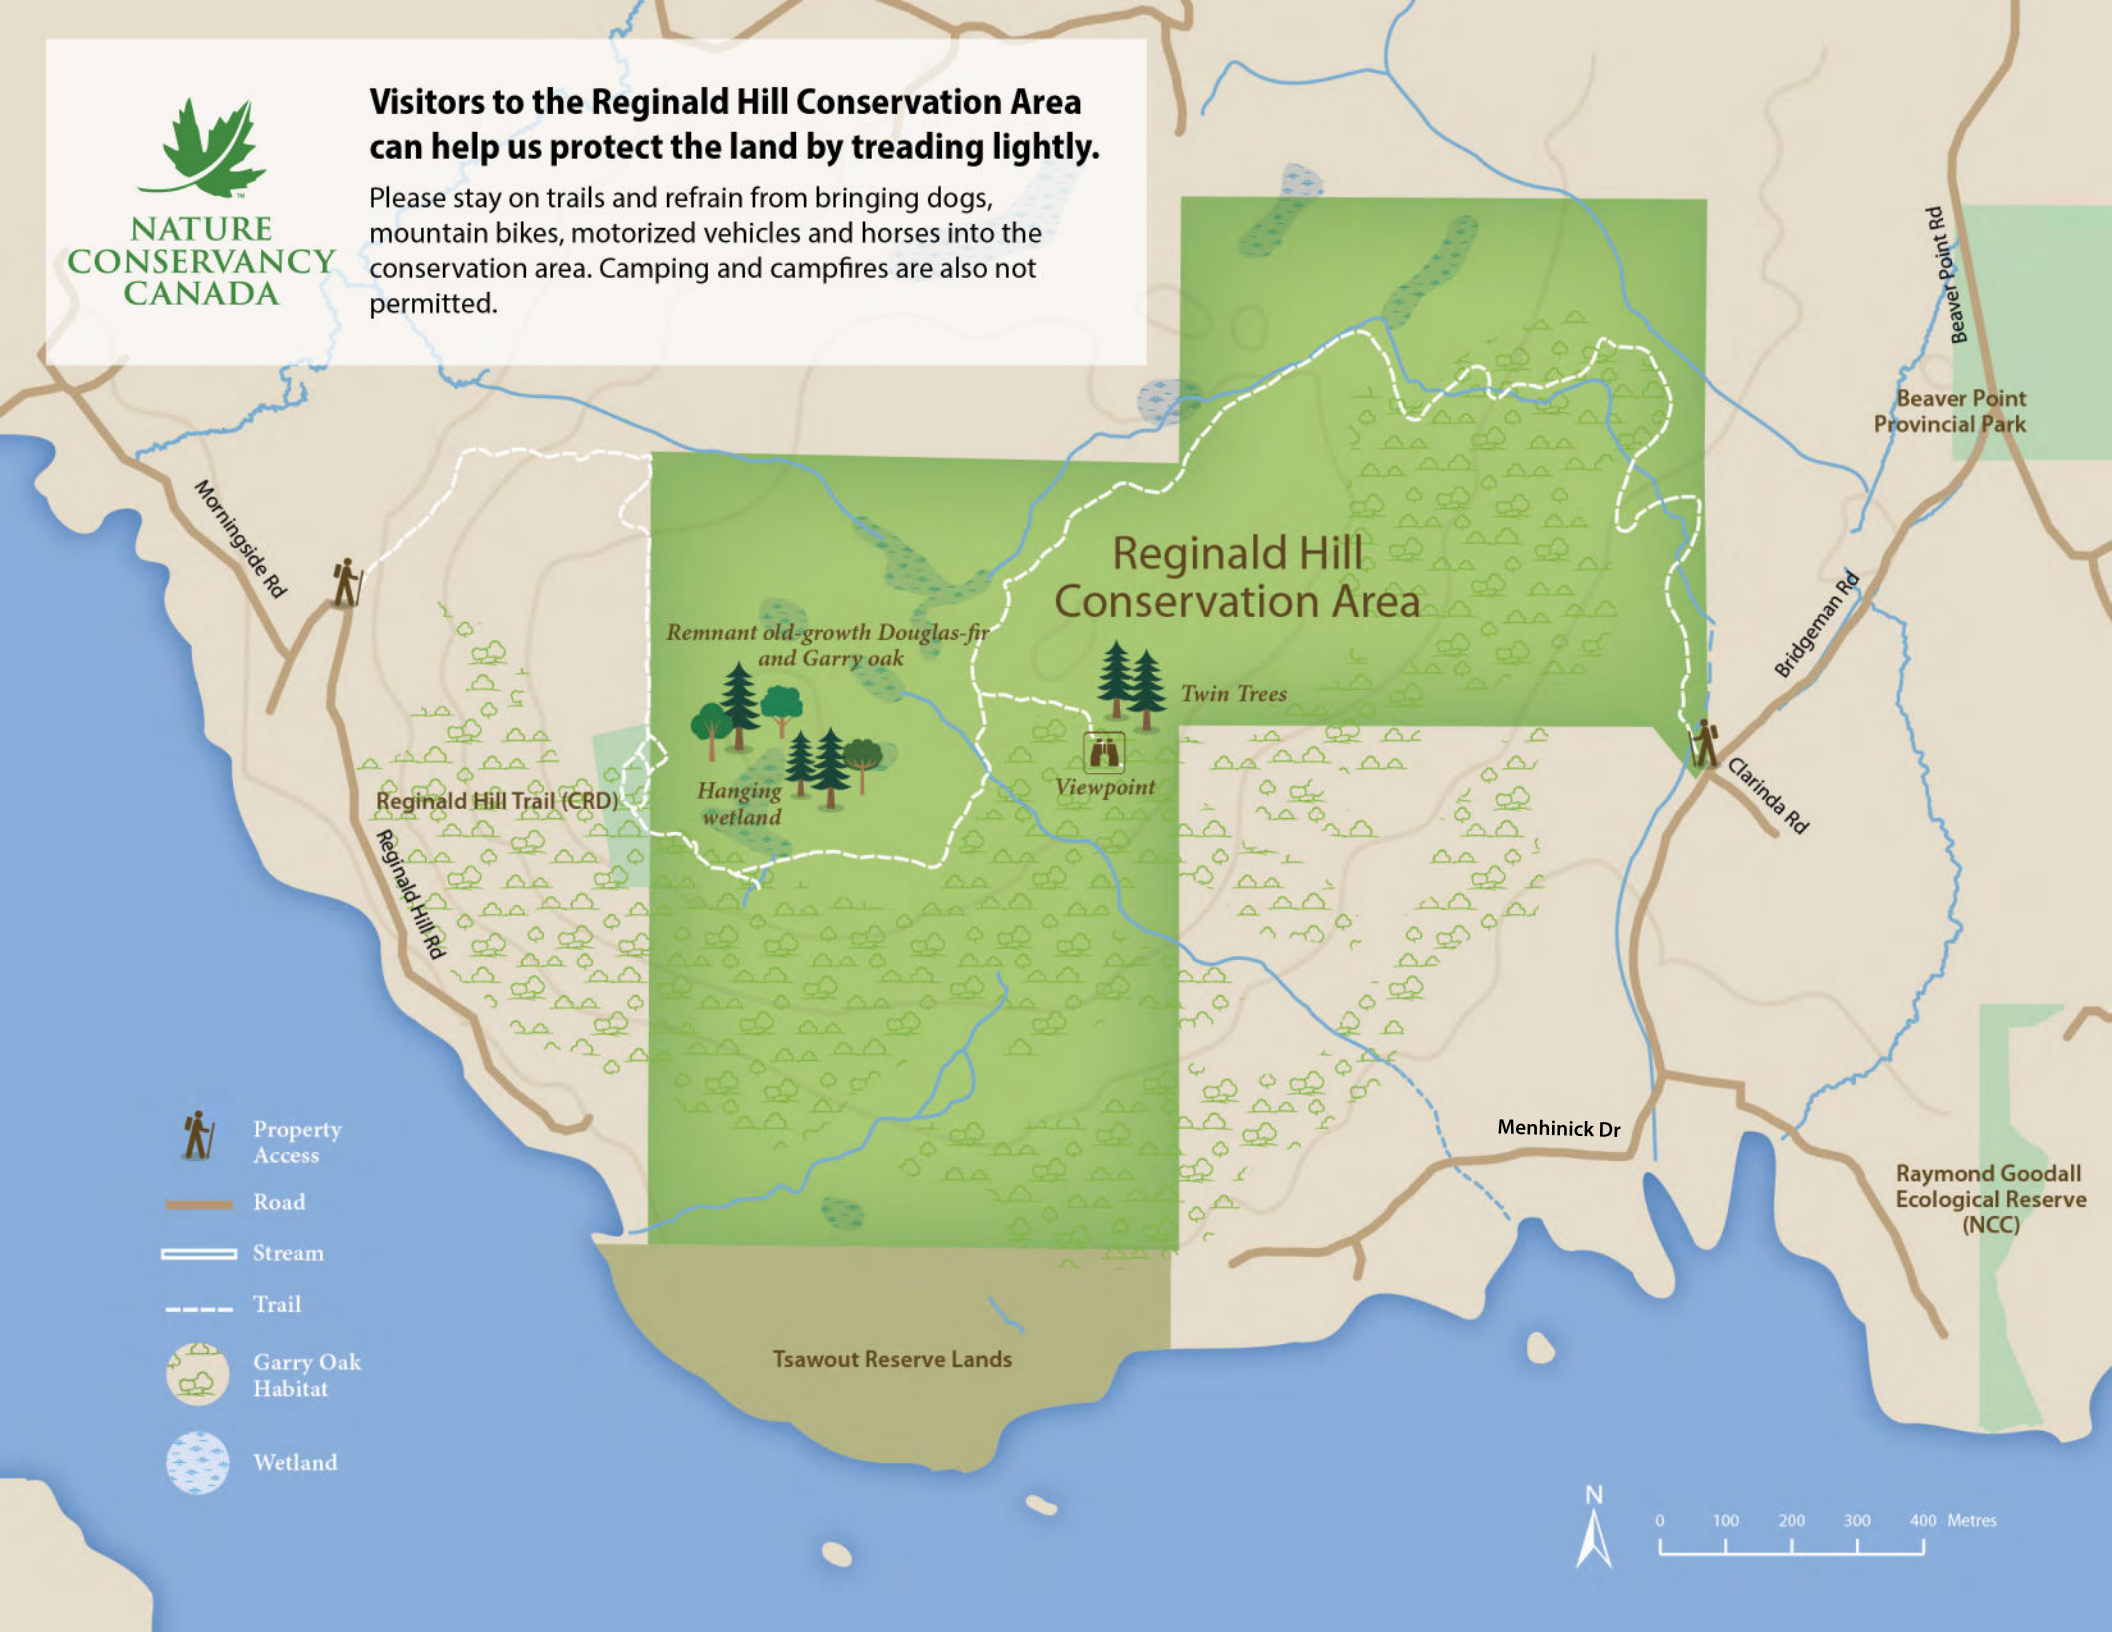 Visitors to the Reginald Hill Conservation Area
can help us protect the land by treading lightly.
Please stay on trails and refrain from bringing dogs,
mountain bikes, motorized vehicles and horses into the
conservation area. Camping and campfires are also not
permitted.
NATURE
CONSERVANCY
CANADA
TM
Beaver Point Rd
Beaver Point
Provincial Park
Morningside Rd
Reginald Hill
Conservation Area
Remnant old-growth Douglas-fir
and Garry oak
Twin Trees
Bridgeman Rd
Viewpoint
Hanging
wetland
Clarinda Rd
Reginald Hill Trail (CRD)
Reginald Hill Rd
Menhinick Dr
Raymond Goodall
Ecological Reserve
(NCC)
Tsawout Reserve Lands
Property
Access
Road
Stream
Trail
Garry Oak
Habitat
Wetland
N
0 100 200 300 400 Metres